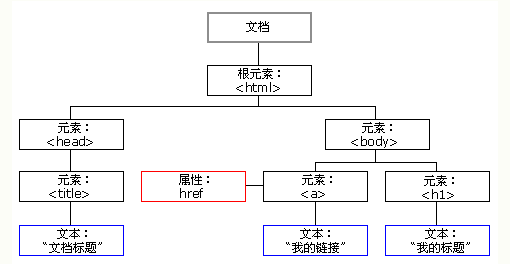 文档
根元素：
<html>
元素：
<head>
元素：
<body>
元素：
<title>
属性：
href
元素：
<a>
元素：
<h1>
文本：
“文档标题”
文本：
“我的链接”
文本：
“我的标题”